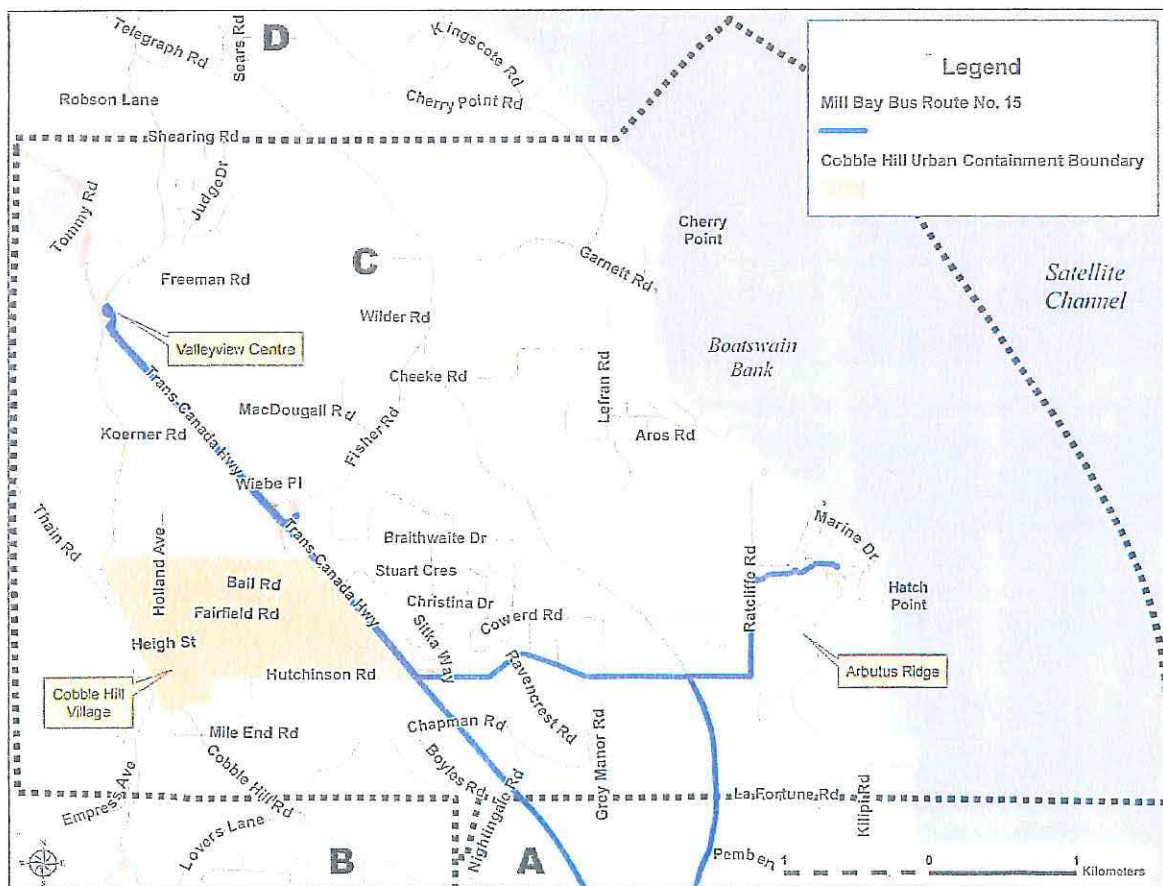 Telegraph Rd
Sears Rd
D
Kingscote Rd
Robson Lane
Cherry Point Rd
Shearing Rd
Legend
Mill Bay Bus Route No. 15
Cobble Hill Urban Containment Boundary
Tommy Rd
Judge Dr
Cherry
Point
C
Garnett Rd
Freeman Rd
Satellite
Channel
Wilder Rd
Valleyview Centre
Boatswain
Bank
Trans-Canada Hwy
Cheeke Rd
Lefran Rd
MacDougall Rd
Fisher Rd
Koerner Rd
Aros Rd
Wiebe Pl
Thain Rd
Holland Ave
Trans-Canada Hwy
Braithwaite Dr
Marine Dr
Stuart Cres
Bail Rd
Ratcliffe Rd
Hatch
Point
Christina Dr
Fairfield Rd
Sitka Way
Cowerd Rd
Heigh St
Hutchinson Rd
Ravencrest Rd
Arbutus Ridge
Cobble Hill
Village
Chapman Rd
Mile End Rd
Grey Manor Rd
Cobble Hill Rd
Boyles Rd
Empress Ave
Nightingale Rd
La Fortune Rd
Kilipi Rd
Lovers Lane
B
A
N
E
S
1 0 1
Kilometers